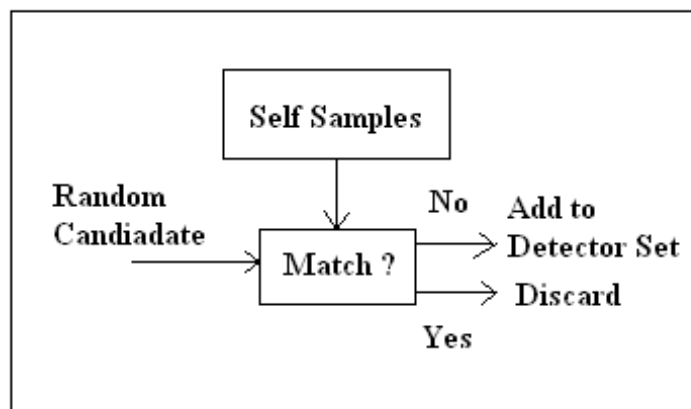 Self Samples
Random
Candiadate
Match ?
No
Add to
Detector Set
Discard
Yes